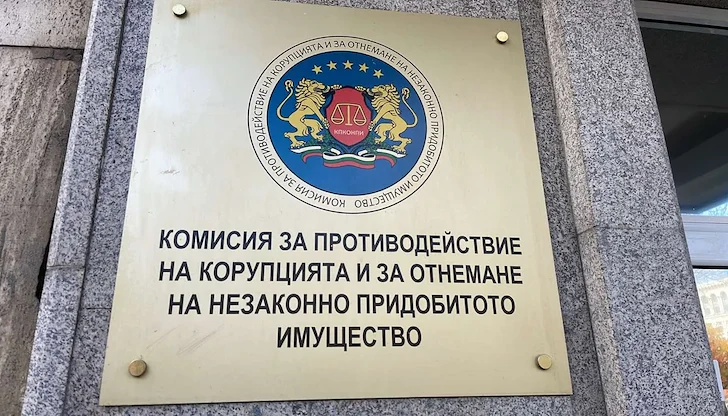 КОМИСИЯ ЗА ПРОТИВОДЕЙСТВИЕ НА КОРУПЦИЯТА И ЗА ОТНЕМАНЕ НА НЕЗАКОННО ПРИДОБИТОТО ИМУЩЕСТВО
КПКОНПИ
КОМИСИЯ ЗА ПРОТИВОДЕЙСТВИЕ
НА КОРУПЦИЯТА И ЗА ОТНЕМАНЕ
НА НЕЗАКОННО ПРИДОБИТОТО
ИМУЩЕСТВО